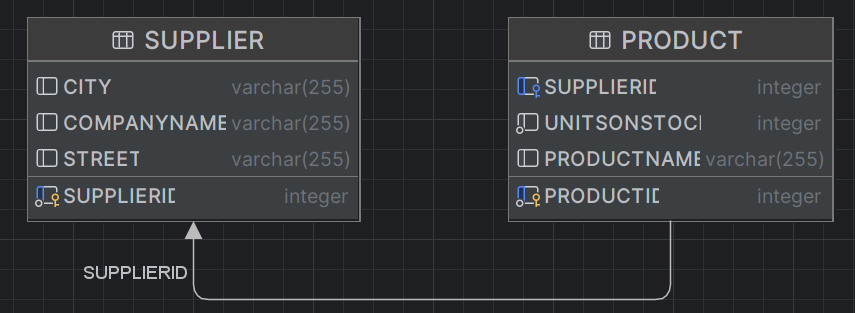 SUPPLIER
CITY varchar(255)
COMPANYNAME varchar(255)
STREET varchar(255)
SUPPLIERID integer
PRODUCT
SUPPLIERID integer
UNITSONSTOCK integer
PRODUCTNAME varchar(255)
PRODUCTID integer
SUPPLIERID